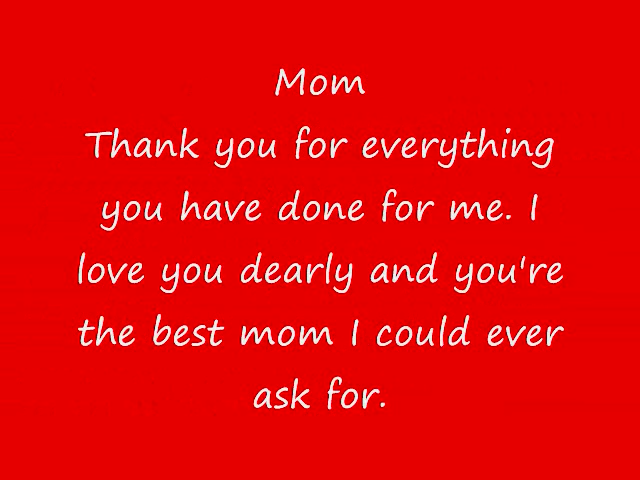 Mom
Thank you for everything
you have done for me. I
love you dearly and you're
the best mom I could ever
ask for.